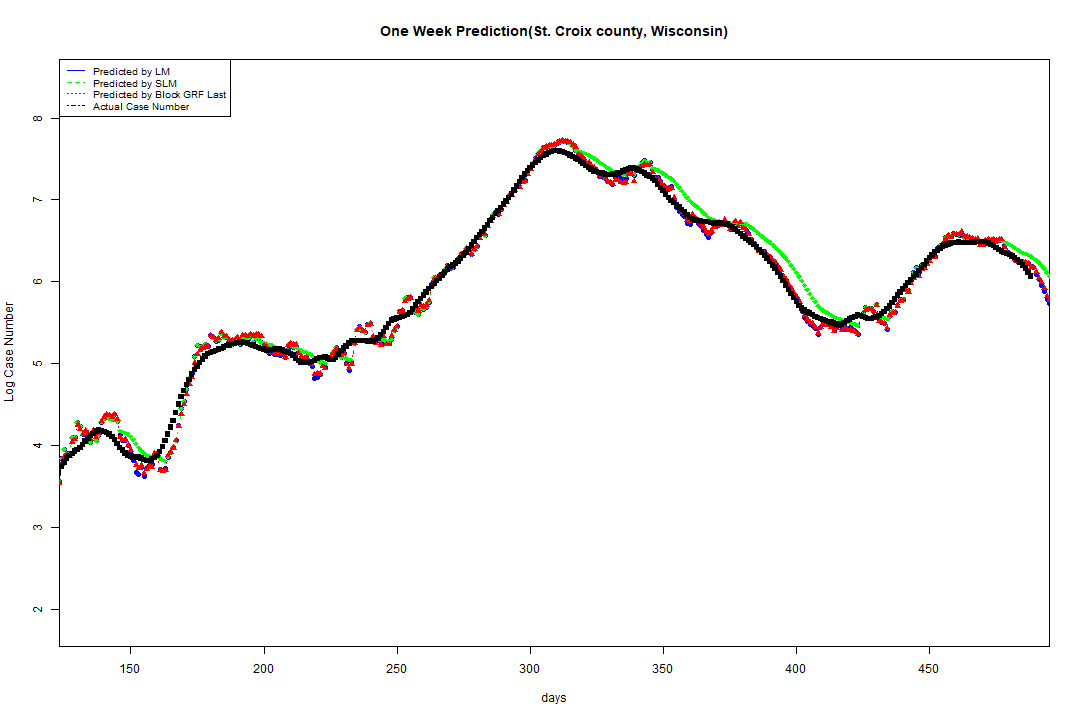 One Week Prediction(St. Croix county, Wisconsin)
Predicted by LM
Predicted by SLM
Predicted by Block GRF Last
Actual Case Number
8
7
6
5
4
3
2
Log Case Number
150 200 250 300 350 400 450
days